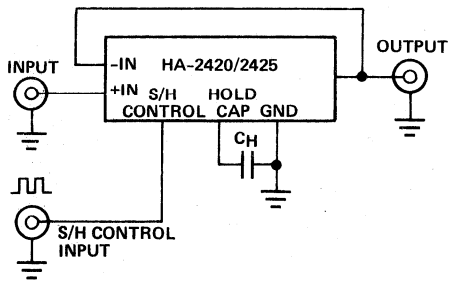 OUTPUT
INPUT
-IN
HA-2420/2425
+IN
S/H
CONTROL
HOLD
CAP
GND
CH
S/H CONTROL
INPUT